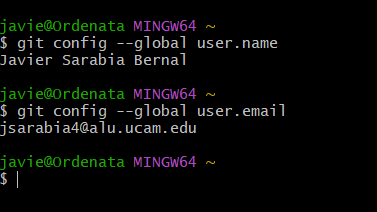 javie@Ordenata MINGW64 ~
$ git config --global user.name
Javier Sarabia Bernal
javie@Ordenata MINGW64 ~
$ git config --global user.email
jsarabia4@alu.ucam.edu
javie@Ordenata MINGW64 ~
$